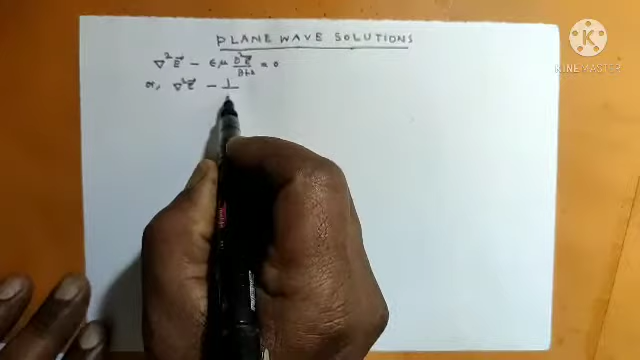 PLANE WAVE SOLUTIONS
∇²E⃗ - ϵμ ∂²E⃗/∂t² = 0
or, ∇²E⃗ - 1/
K
KINEMASTER